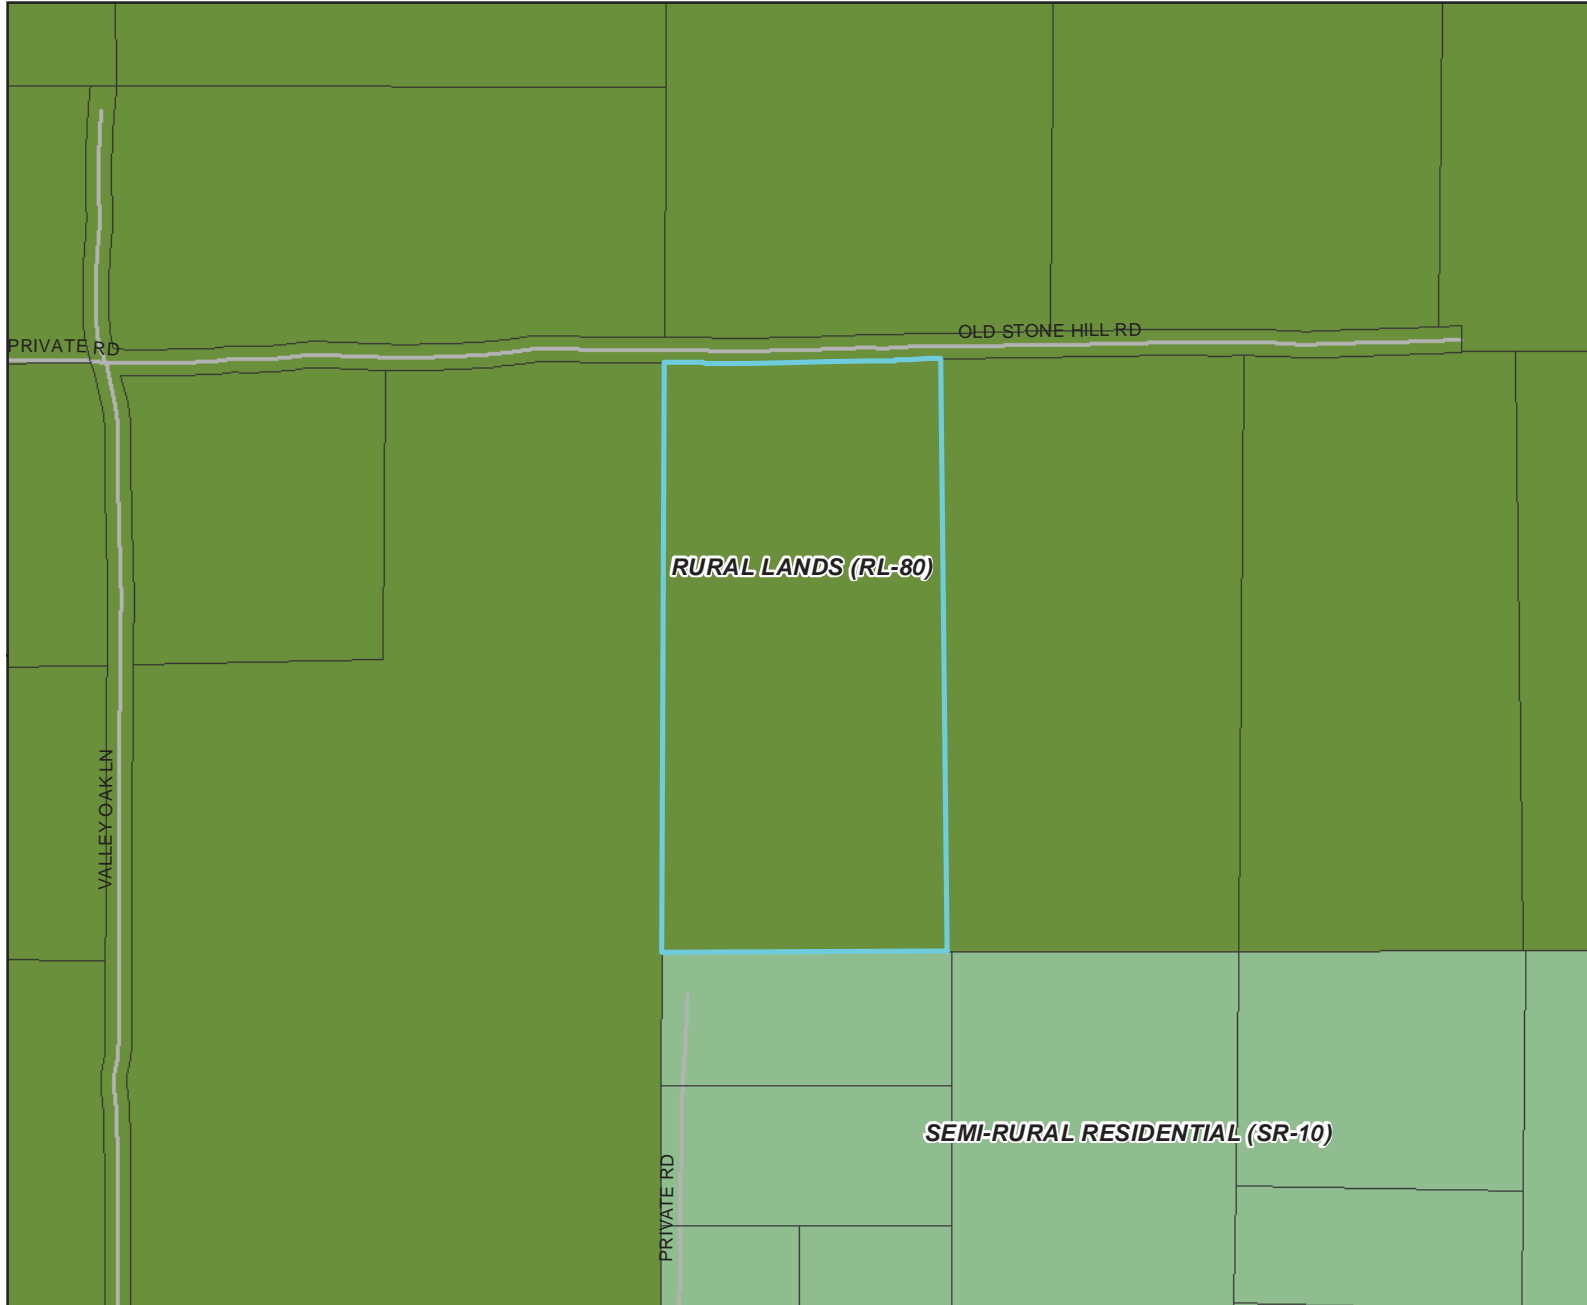 OLD STONE HILL RD
PRIVATE RD
RURAL LANDS (RL-80)
VALLEY OAK LN
SEMI-RURAL RESIDENTIAL (SR-10)
PRIVATE RD